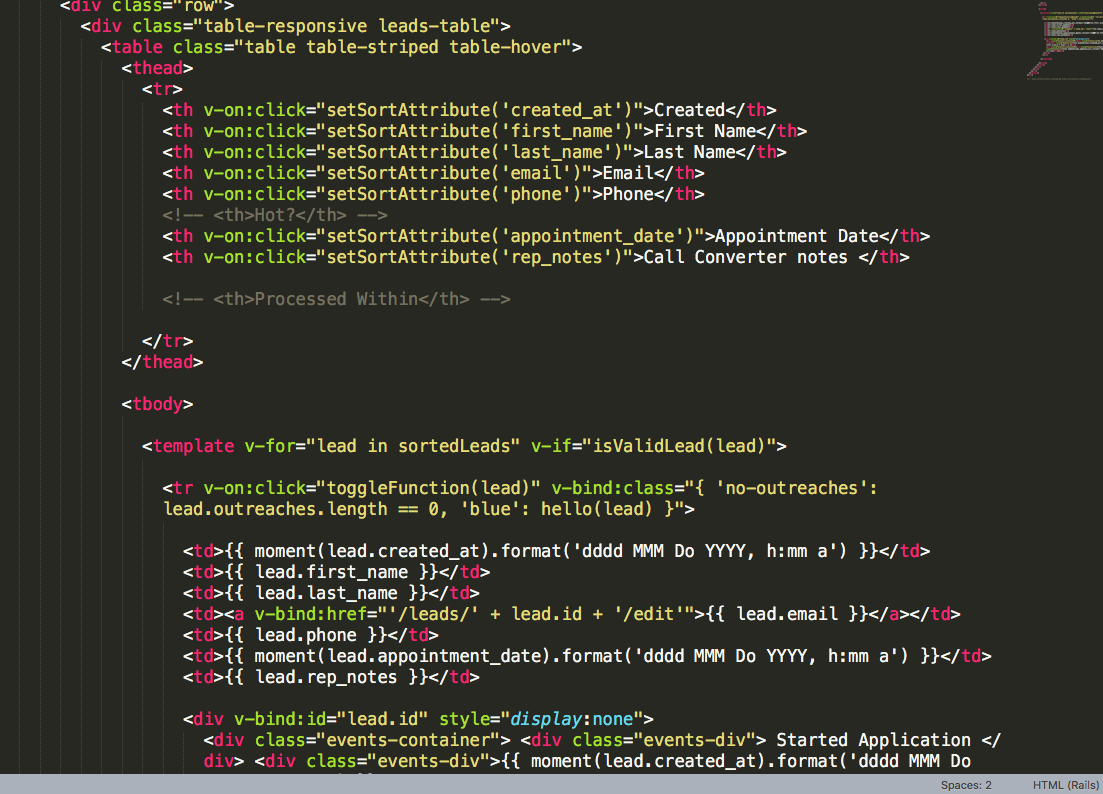 <div class="row">
<div class="table-responsive leads-table">
<table class="table table-striped table-hover">
<thead>
<tr>
<th v-on:click="setSortAttribute('created_at')">Created</th>
<th v-on:click="setSortAttribute('first_name')">First Name</th>
<th v-on:click="setSortAttribute('last_name')">Last Name</th>
<th v-on:click="setSortAttribute('email')">Email</th>
<th v-on:click="setSortAttribute('phone')">Phone</th>
<!-- <th>Hot?</th> -->
<th v-on:click="setSortAttribute('appointment_date')">Appointment Date</th>
<th v-on:click="setSortAttribute('rep_notes')">Call Converter notes </th>
<!-- <th>Processed Within</th> -->
</tr>
</thead>
<tbody>
<template v-for="lead in sortedLeads" v-if="isValidLead(lead)">
<tr v-on:click="toggleFunction(lead)" v-bind:class="{ 'no-outreaches':
lead.outreaches.length == 0, 'blue': hello(lead) }">
<td>{{ moment(lead.created_at).format('dddd MMM Do YYYY, h:mm a') }}</td>
<td>{{ lead.first_name }}</td>
<td>{{ lead.last_name }}</td>
<td><a v-bind:href="'/leads/' + lead.id + '/edit'">{{ lead.email }}</a></td>
<td>{{ lead.phone }}</td>
<td>{{ moment(lead.appointment_date).format('dddd MMM Do YYYY, h:mm a') }}</td>
<td>{{ lead.rep_notes }}</td>
<div v-bind:id="lead.id" style="display:none">
<div class="events-container"> <div class="events-div"> Started Application </
div> <div class="events-div">{{ moment(lead.created_at).format('dddd MMM Do
Spaces: 2 HTML (Rails)